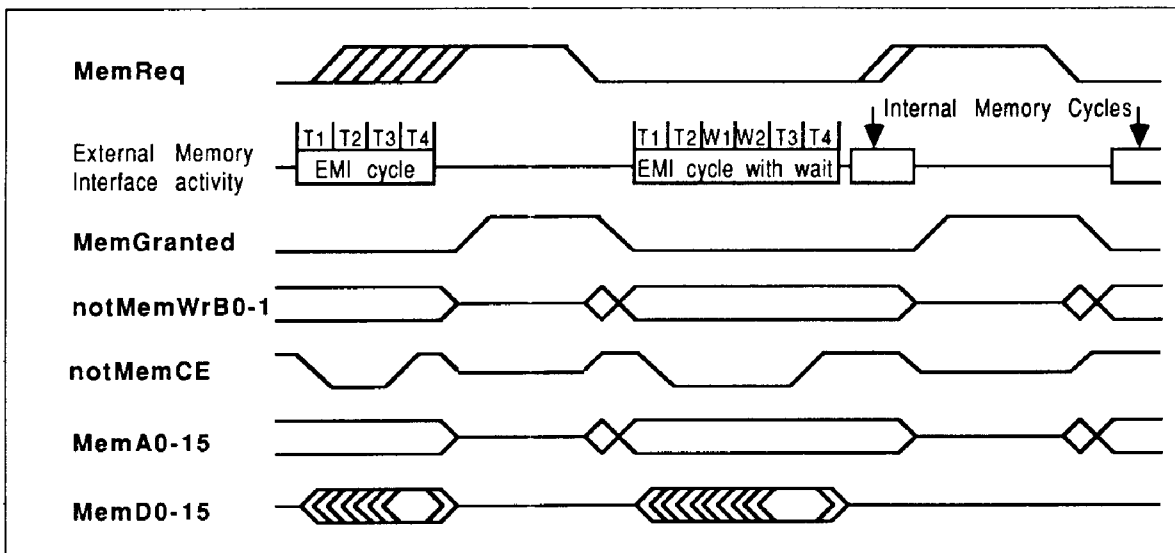 MemReq
Internal Memory Cycles
T1 T2 T3 T4
T1 T2 W1 W2 T3 T4
External Memory
Interface activity
EMI cycle
EMI cycle with wait
MemGranted
notMemWrB0-1
notMemCE
MemA0-15
MemD0-15